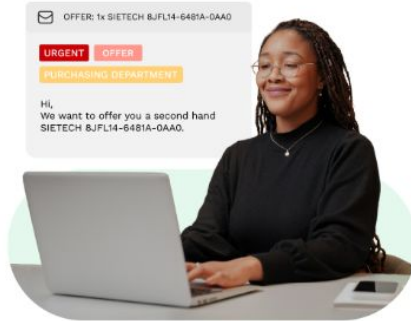 OFFER: 1x SIETECH 8JFL14-6481A-0AA0
URGENT OFFER
PURCHASING DEPARTMENT
Hi,
We want to offer you a second hand
SIETECH 8JFL14-6481A-0AA0.